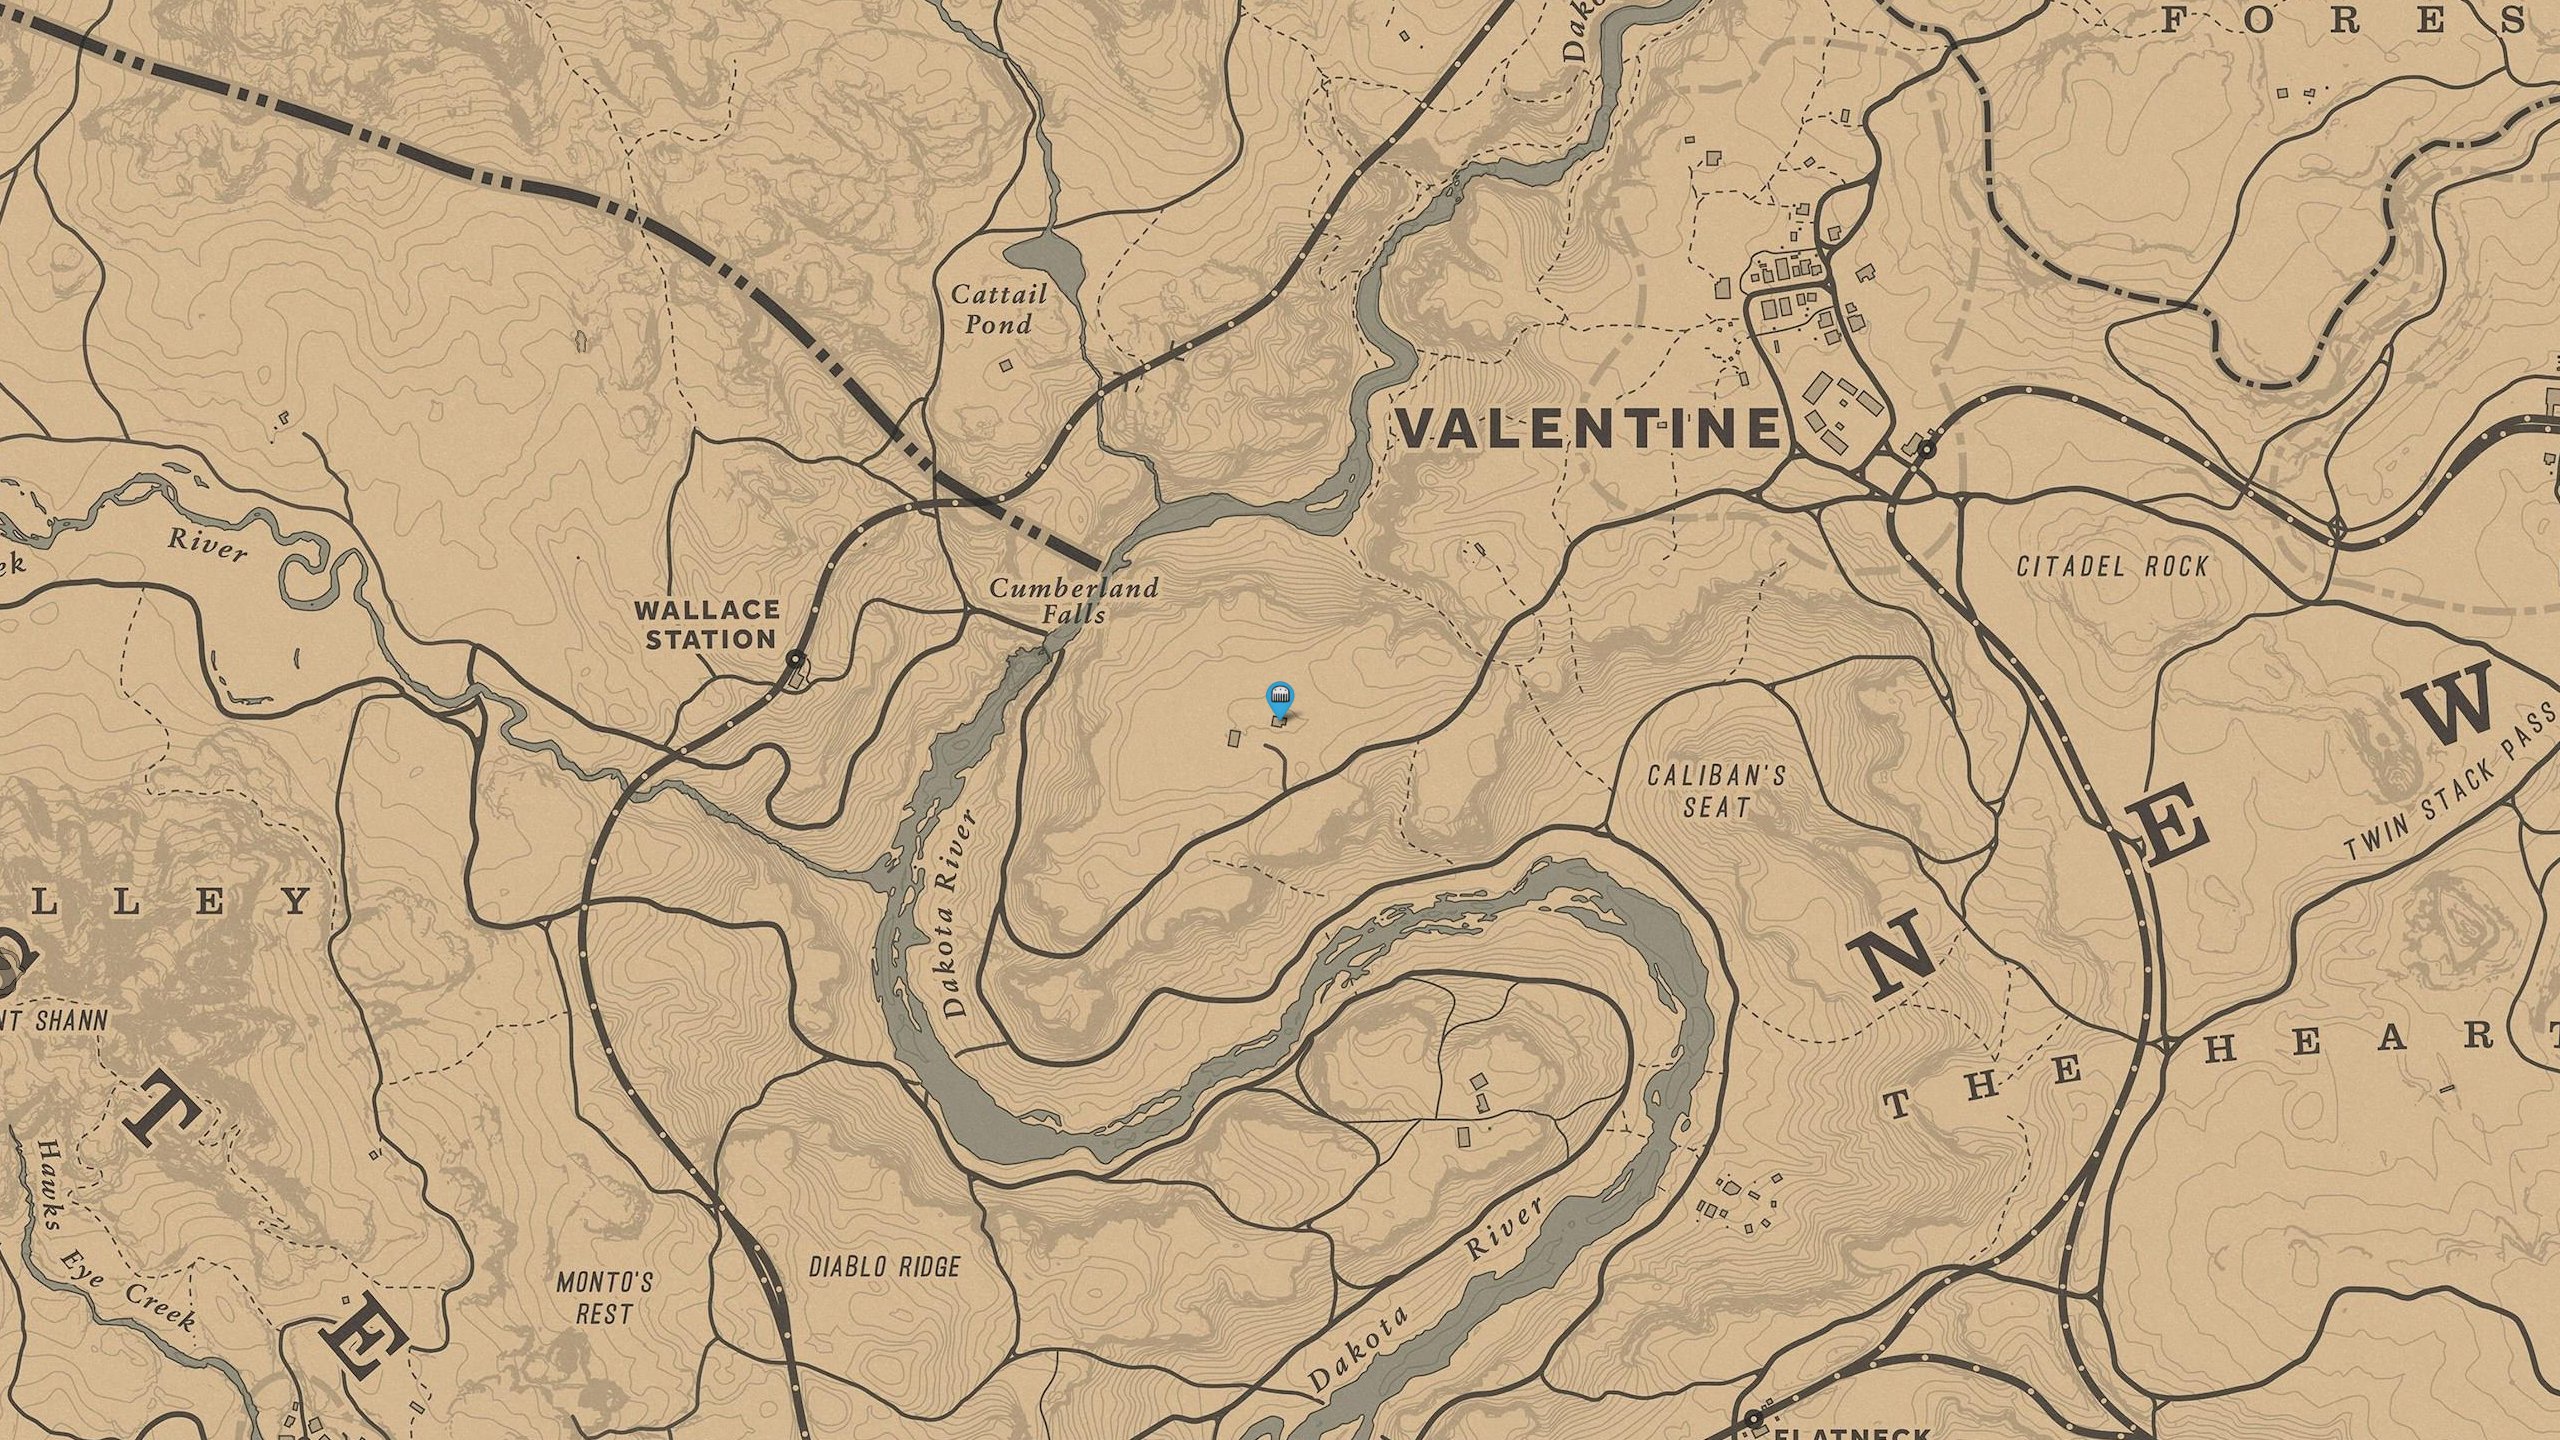 FORES
Dako
Cattail
Pond
VALENTINE
River
ek
CITADEL ROCK
Cumberland
Falls
WALLACE
STATION
W
TWIN STACK PASS
CALIBAN'S
SEAT
E
LLEY
Dakota River
N
NT SHANN
THE HEART
T
Hawks Eye Creek
River
DIABLO RIDGE
MONTO'S
REST
E
Dakota
FLATNECK